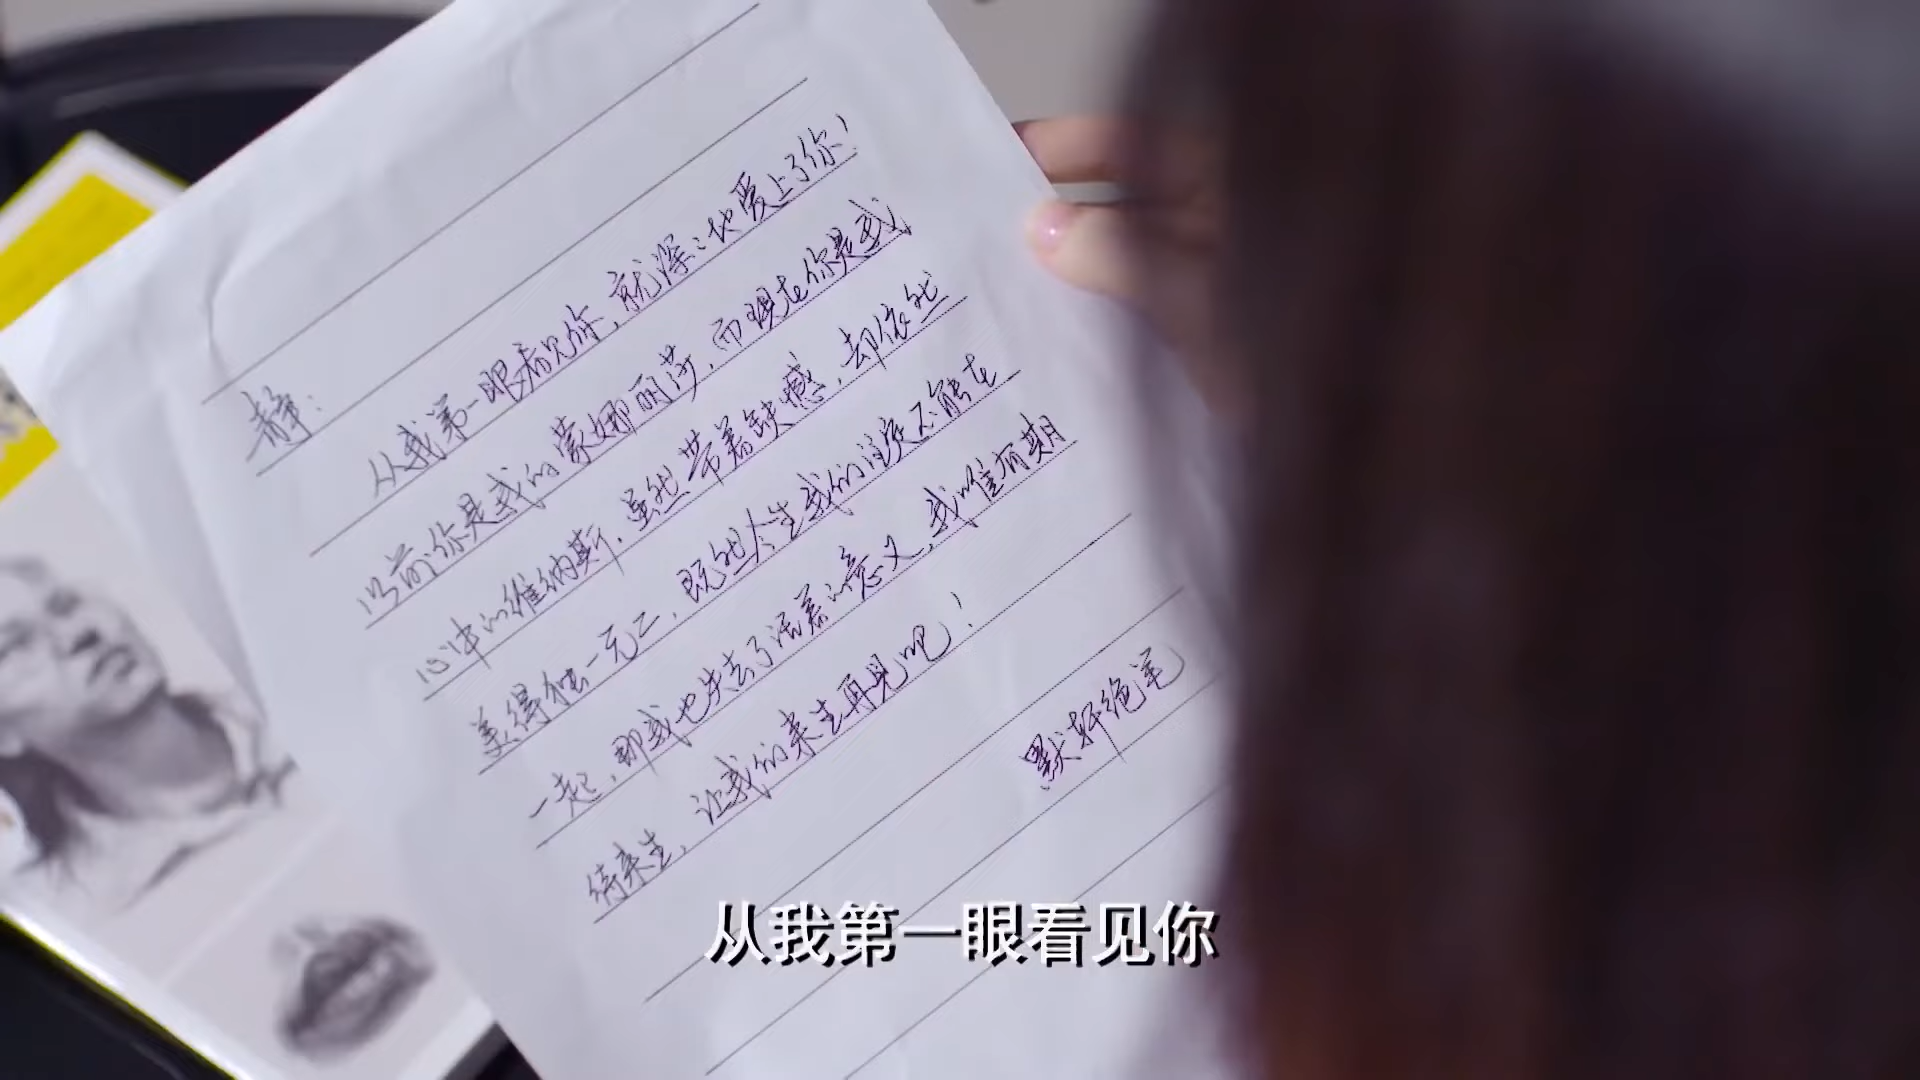 静：
从我第一眼看见你，就深深地爱上了你！
以前你是我的蒙娜丽莎，而现在你是我
心中的维纳斯，虽然带着缺憾，却依然
美得独一无二，既然今生我们注定不能在
一起，那我也失去了活着的意义，我唯有期
待来生，让我们来生再见吧！
默轩绝笔
从我第一眼看见你